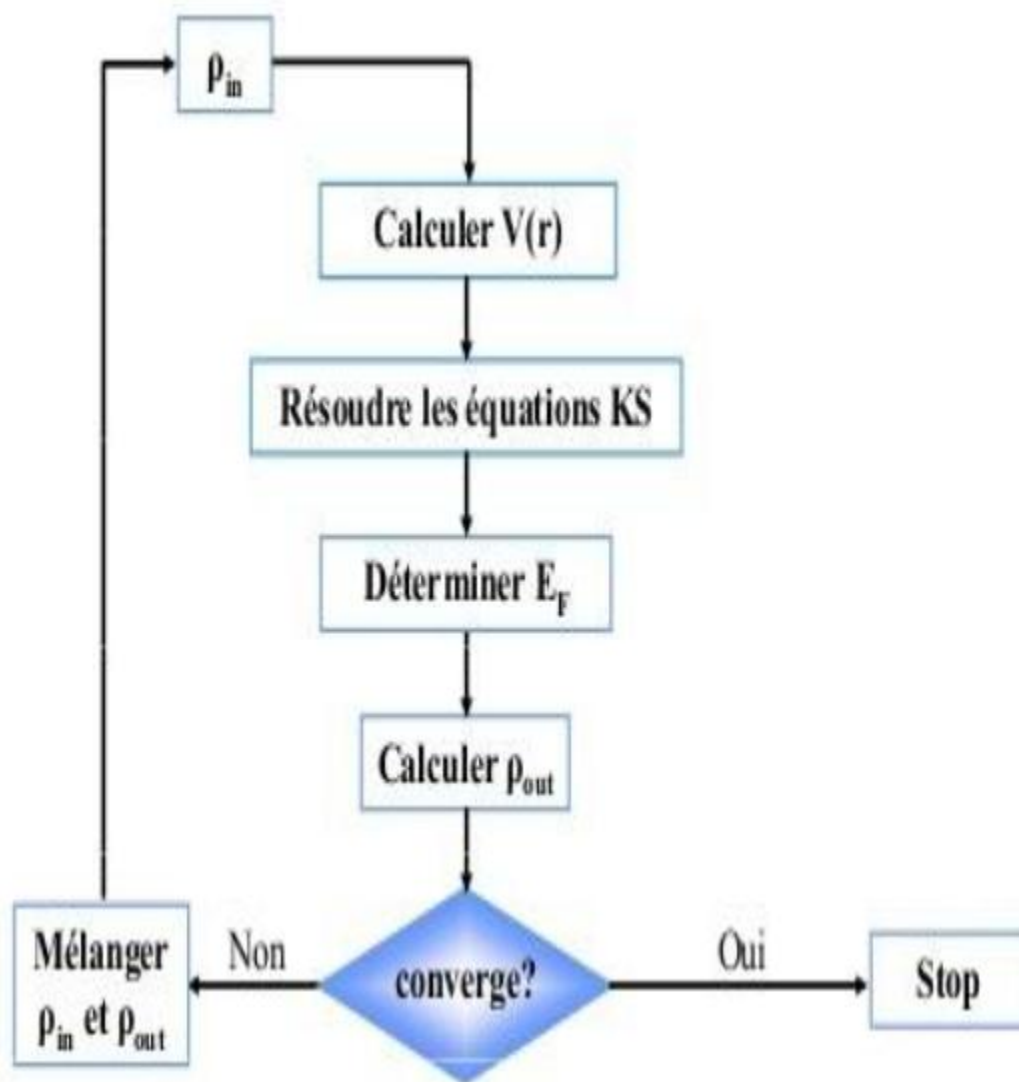 ρin
Calculer V(r)
Résoudre les équations KS
Déterminer EF
Calculer ρout
converge?
Non
Oui
Mélanger
ρin et ρout
Stop